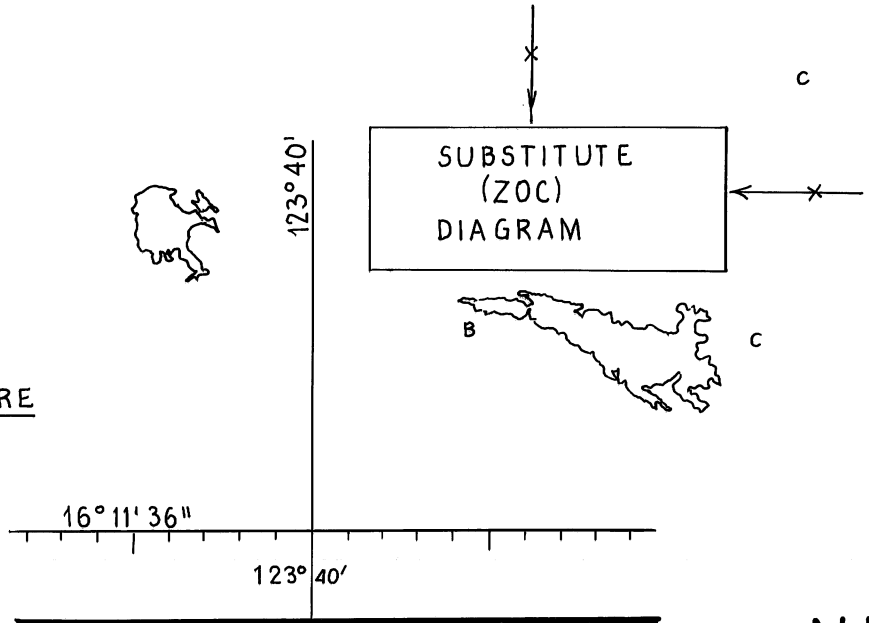 C
123°40'
SUBSTITUTE
(ZOC)
DIAGRAM
B
C
RE
16°11'36"
123°40'